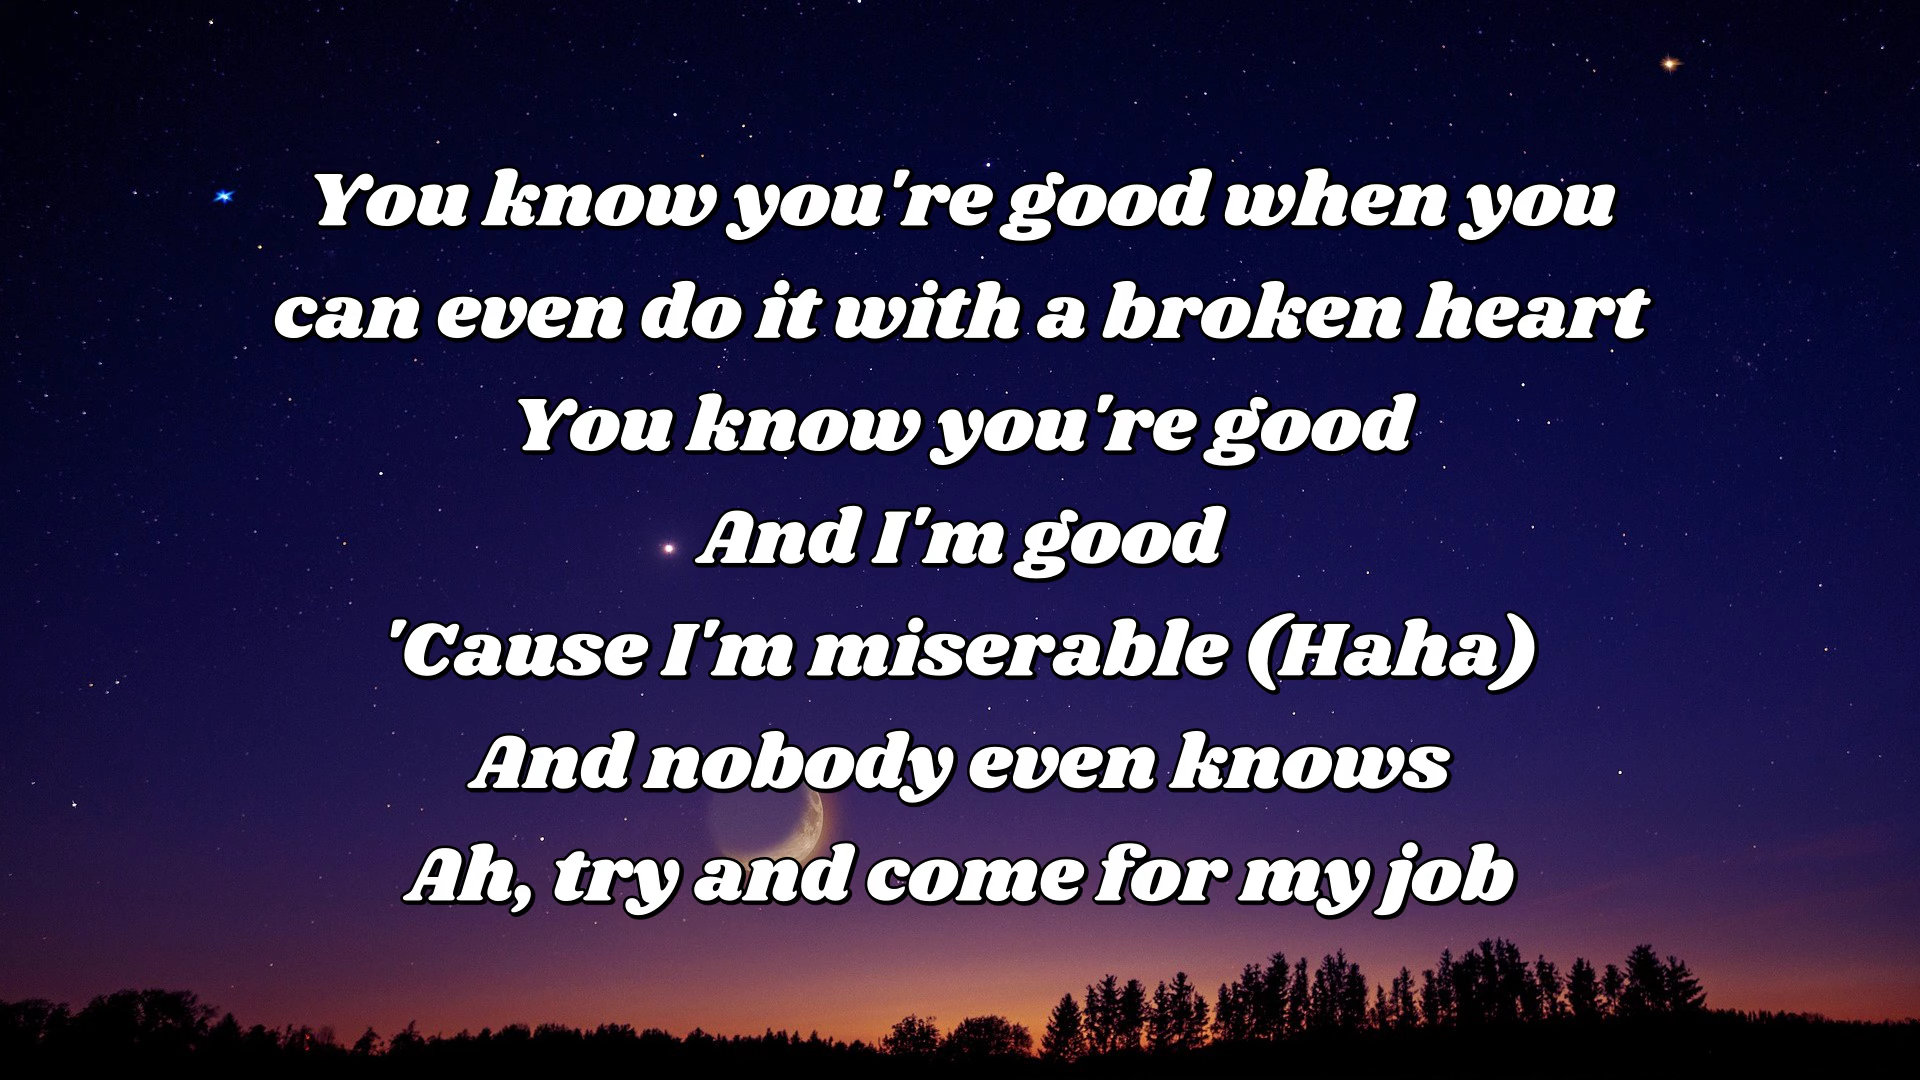 You know you're good when you
can even do it with a broken heart
You know you're good
And I'm good
'Cause I'm miserable (Haha)
And nobody even knows
Ah, try and come for my job